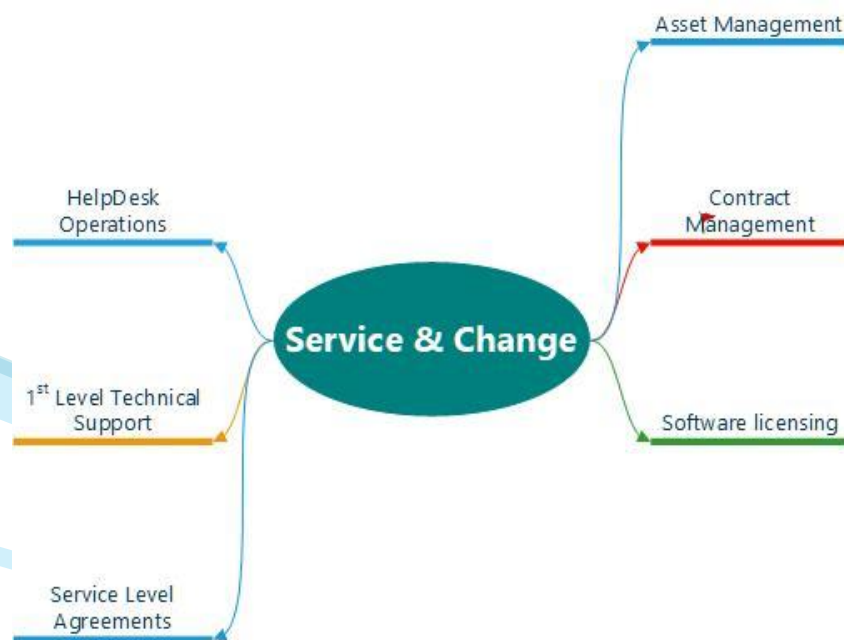 Asset Management
HelpDesk
Operations
Contract
Management
Service & Change
1st Level Technical
Support
Software licensing
Service Level
Agreements